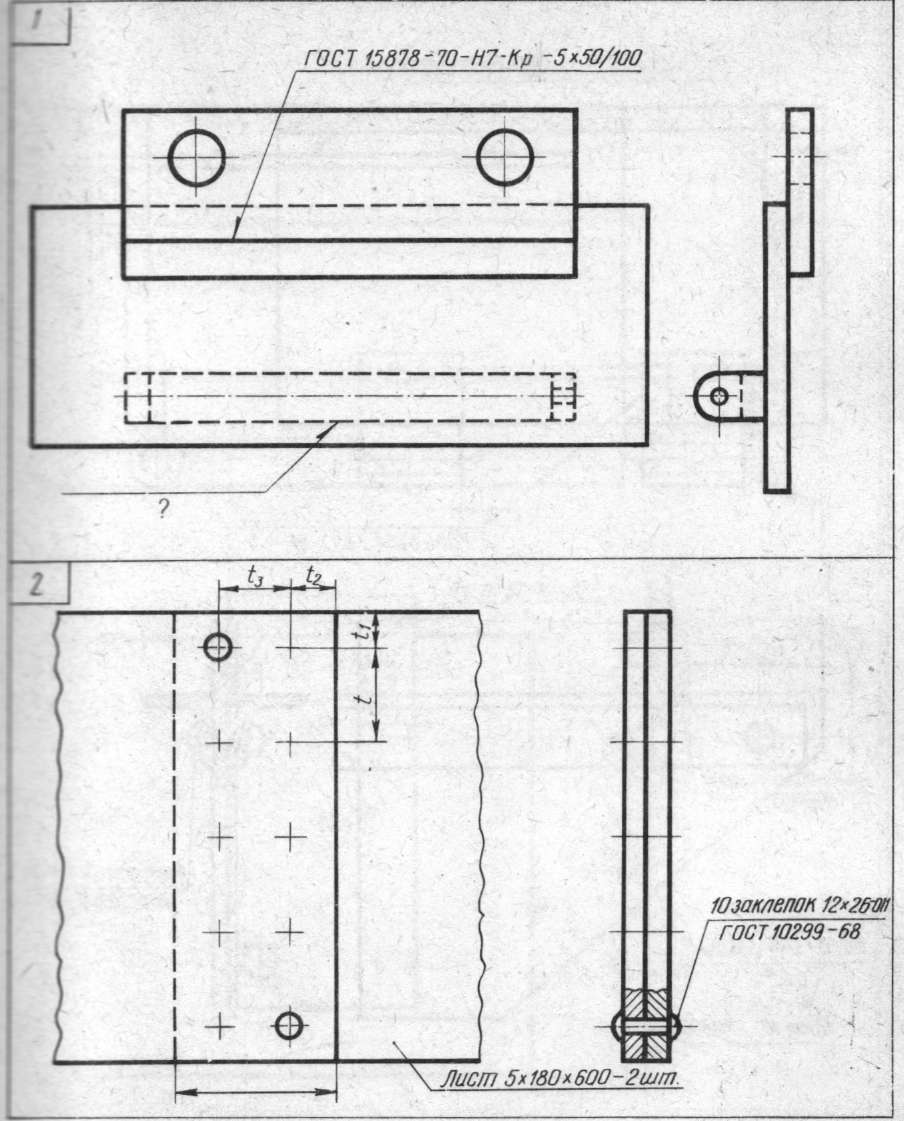 1
ГОСТ 15878-70-Н7-Кр -5×50/100
?
2
t₃ t₂
t₁
t
10 заклепок 12×26-ОН
ГОСТ 10299-68
Лист 5×180×600-2шт.